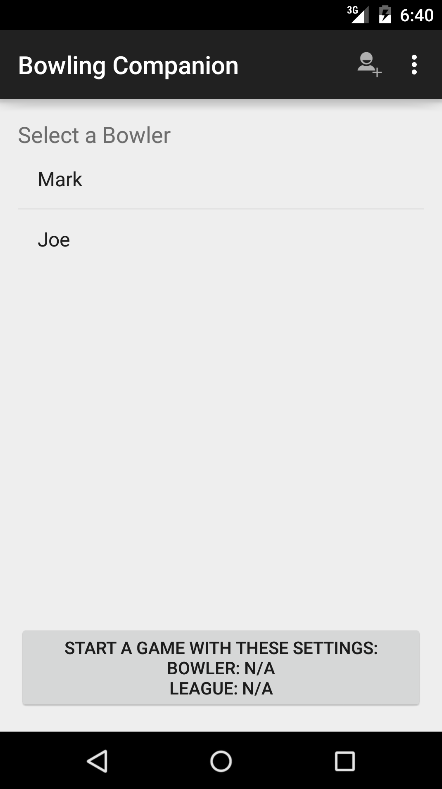 3G 6:40
Bowling Companion
Select a Bowler
Mark
Joe
START A GAME WITH THESE SETTINGS:
BOWLER: N/A
LEAGUE: N/A